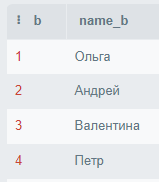 b name_b
1 Ольга
2 Андрей
3 Валентина
4 Петр